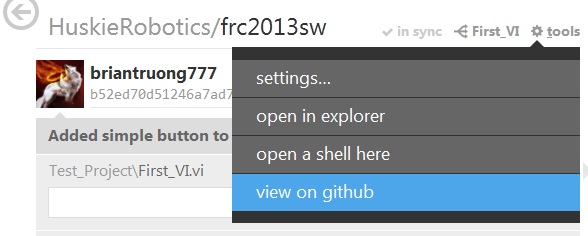 HuskieRobotics/frc2013sw
in sync First_VI tools
briantruong777
b52ed70d51246a7ad7
settings...
open in explorer
Added simple button to
open a shell here
Test_Project\First_VI.vi
view on github